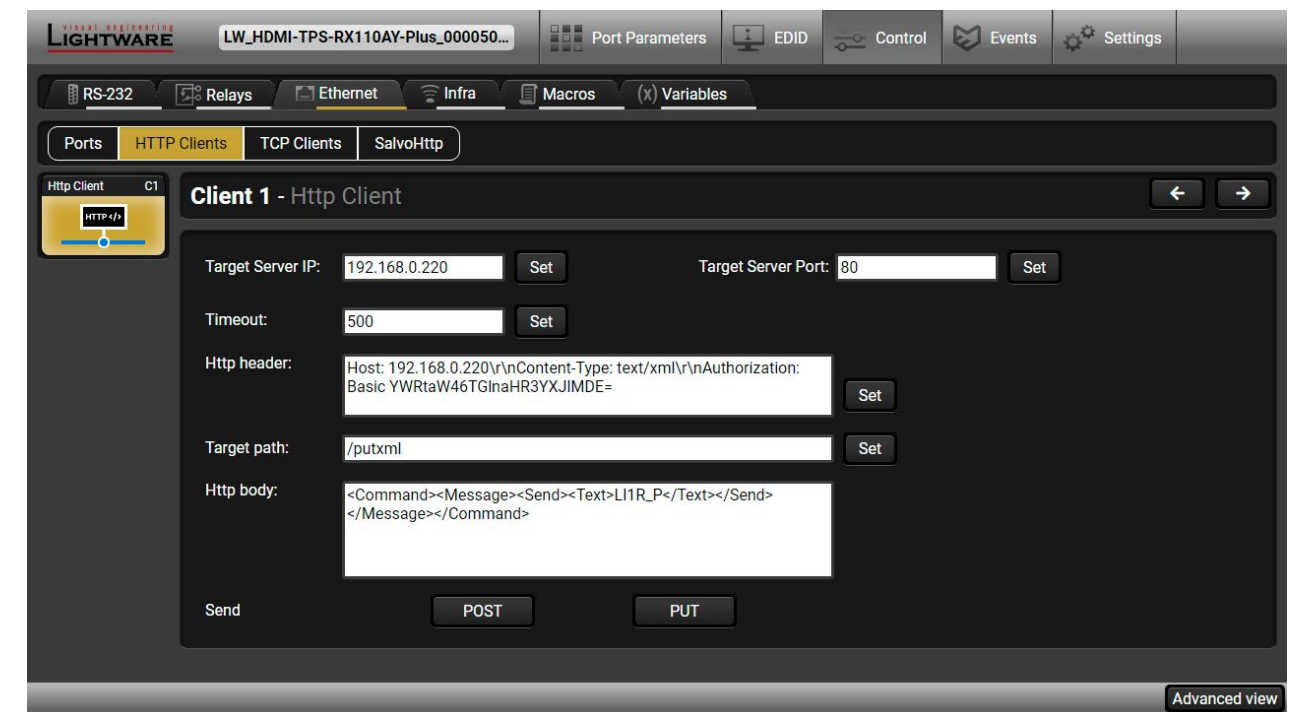 visual engineering
LIGHTWARE
LW_HDMI-TPS-RX110AY-Plus_000050...
Port Parameters
EDID
Control
Events
Settings
RS-232
Relays
Ethernet
Infra
Macros
(x) Variables
Ports
HTTP Clients
TCP Clients
SalvoHttp
Http Client C1
HTTP </>
Client 1 - Http Client
Target Server IP: 192.168.0.220 Set
Target Server Port: 80 Set
Timeout: 500 Set
Http header:
Host: 192.168.0.220\r\nContent-Type: text/xml\r\nAuthorization:
Basic YWRtaW46TGlnaHR3YXJlMDE=
Set
Target path: /putxml Set
Http body:
<Command><Message><Send><Text>LI1R_P</Text></Send>
</Message></Command>
Send POST PUT
Advanced view